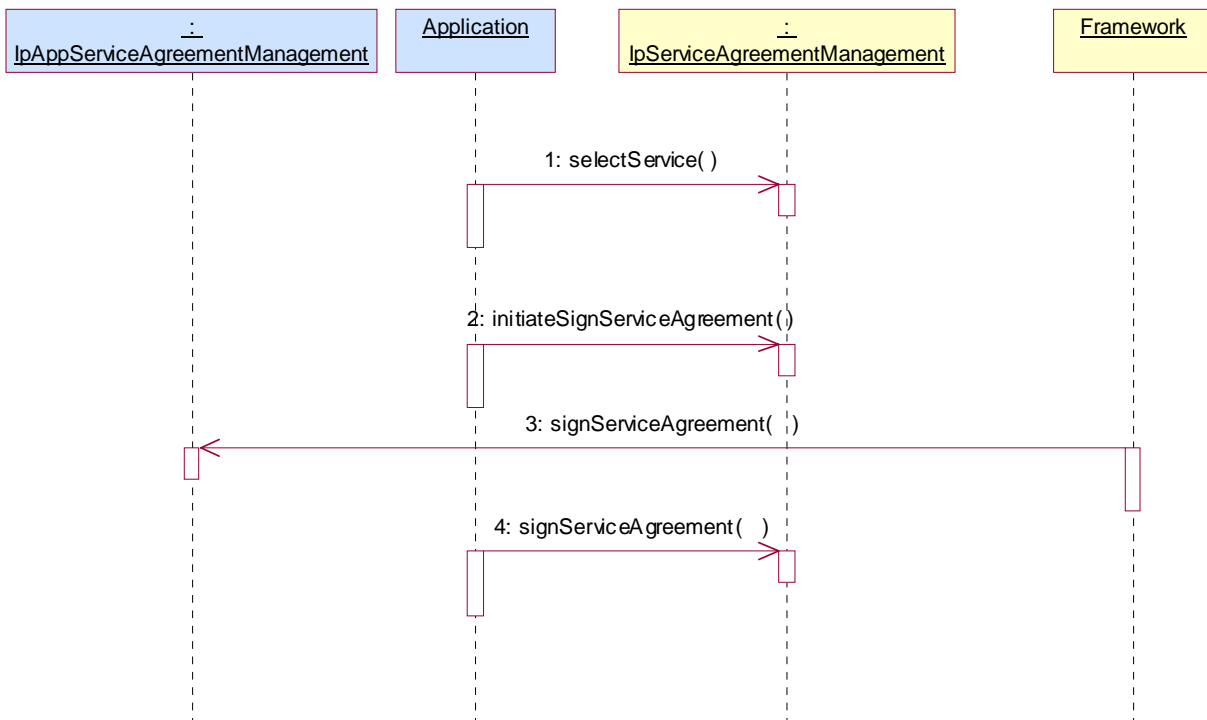 :
IpAppServiceAgreementManagement
Application
:
IpServiceAgreementManagement
Framework
1: selectService( )
2: initiateSignServiceAgreement( )
3: signServiceAgreement(   )
4: signServiceAgreement(   )